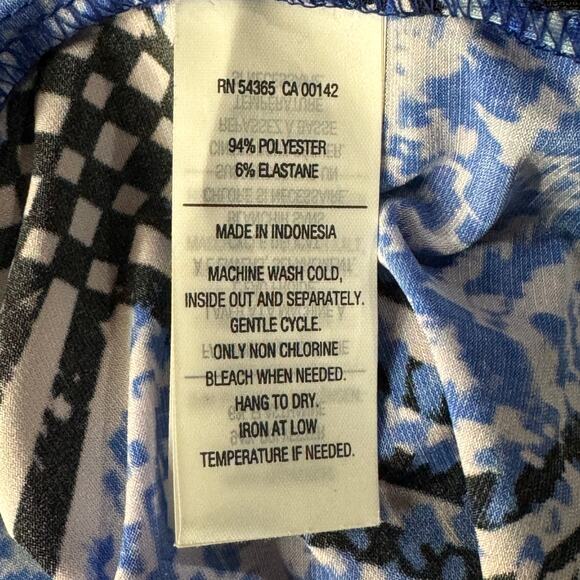 RN 54365 CA 00142
94% POLYESTER
6% ELASTANE
MADE IN INDONESIA
MACHINE WASH COLD,
INSIDE OUT AND SEPARATELY.
GENTLE CYCLE.
ONLY NON CHLORINE
BLEACH WHEN NEEDED.
HANG TO DRY.
IRON AT LOW
TEMPERATURE IF NEEDED.